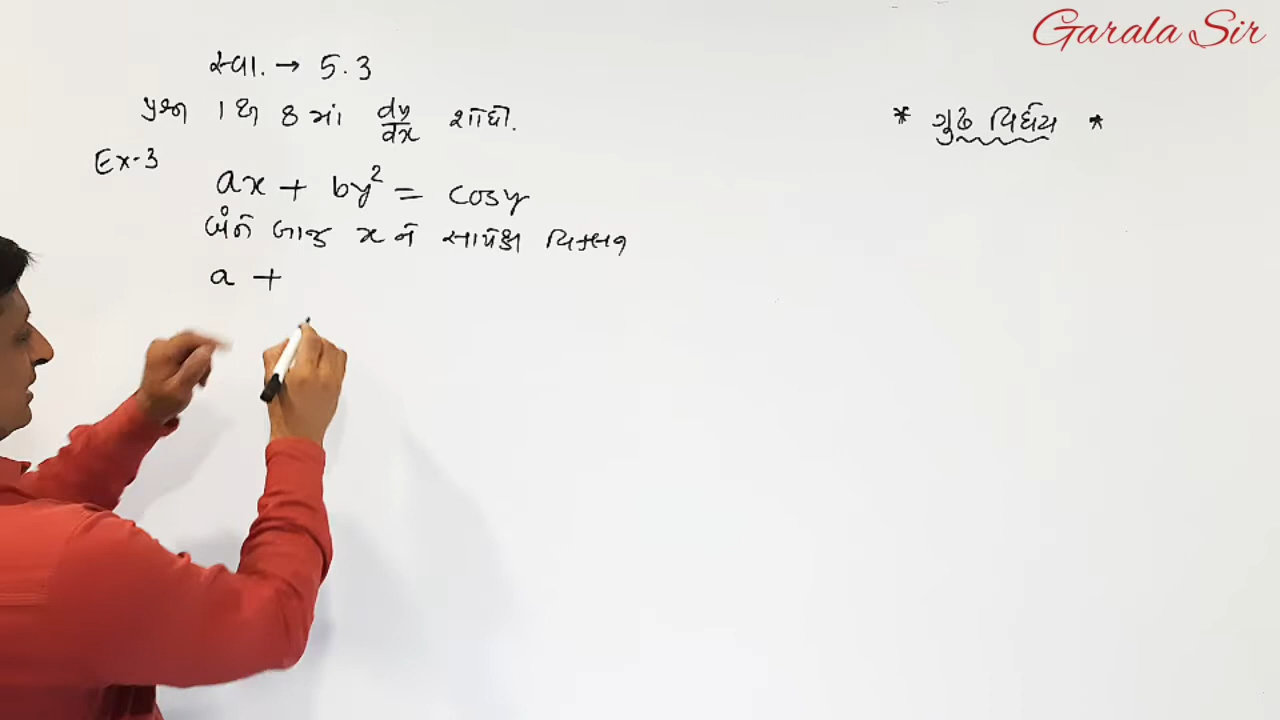 Garala Sir
સ્વા. → 5.3
પ્રશ્ન 1 થી 8 માં dy/dx શોધો.
* ગુઢ વિધેય *
Ex-3
ax + by² = cosy
બંને બાજુ x ને સાપેક્ષ વિકલન
a +